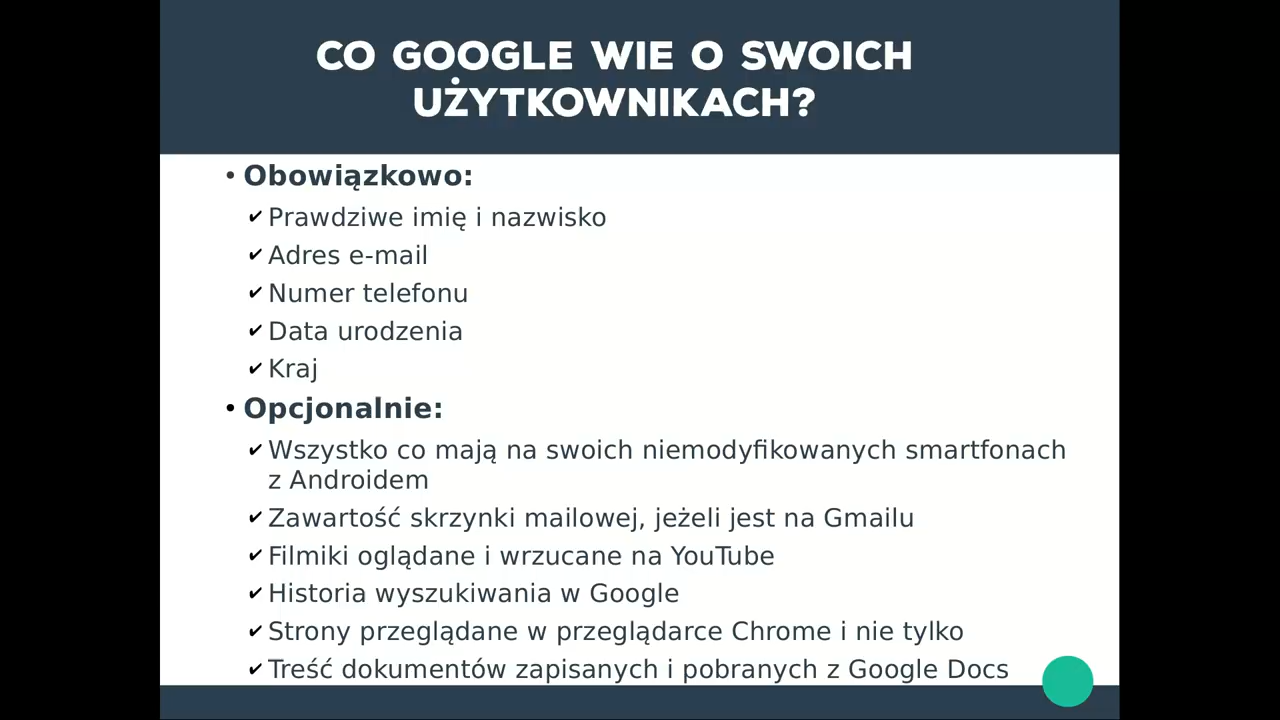 CO GOOGLE WIE O SWOICH
UŻYTKOWNIKACH?
• Obowiązkowo:
✔ Prawdziwe imię i nazwisko
✔ Adres e-mail
✔ Numer telefonu
✔ Data urodzenia
✔ Kraj
• Opcjonalnie:
✔ Wszystko co mają na swoich niemodyfikowanych smartfonach
z Androidem
✔ Zawartość skrzynki mailowej, jeżeli jest na Gmailu
✔ Filmiki oglądane i wrzucane na YouTube
✔ Historia wyszukiwania w Google
✔ Strony przeglądane w przeglądarce Chrome i nie tylko
✔ Treść dokumentów zapisanych i pobranych z Google Docs